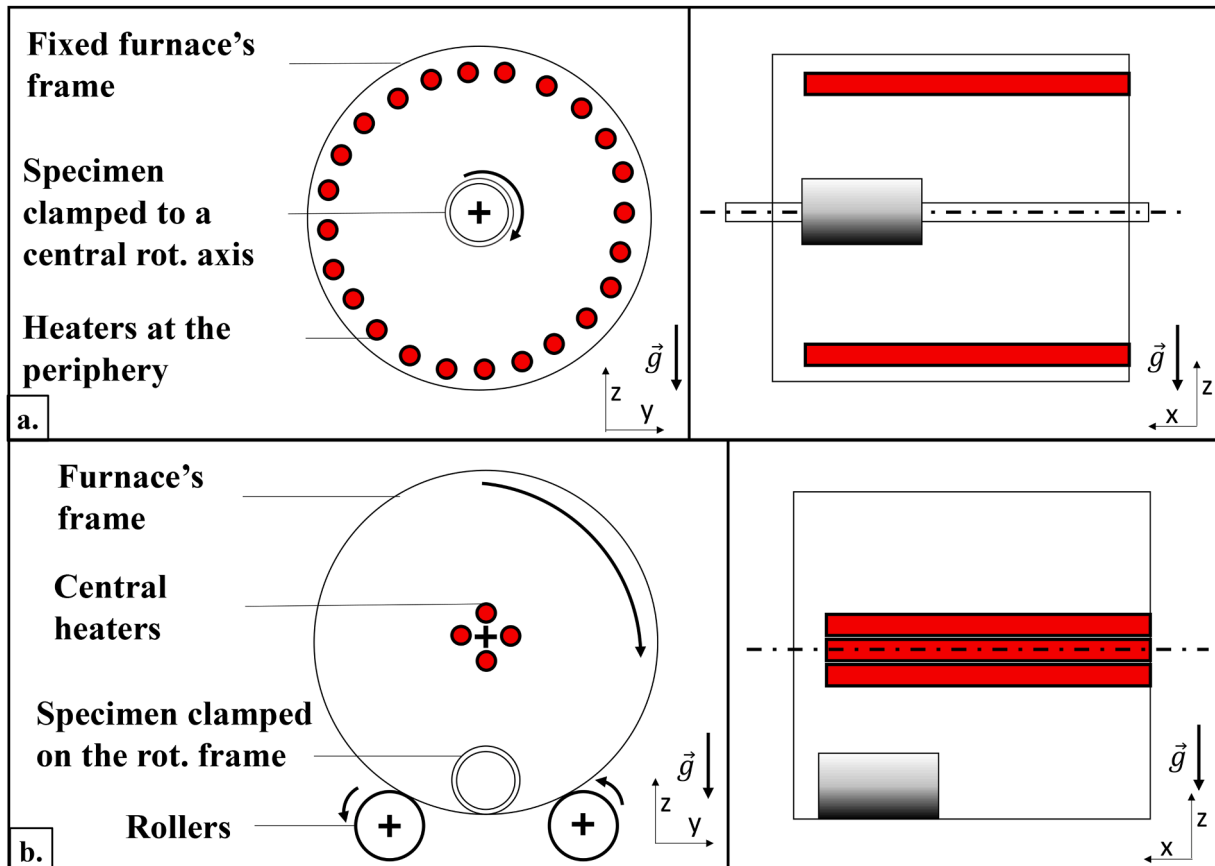 Fixed furnace's
frame
Specimen
clamped to a
central rot. axis
Heaters at the
periphery
g⃗
z
y
g⃗
z
x
a.
Furnace's
frame
Central
heaters
Specimen clamped
on the rot. frame
Rollers
g⃗
z
y
g⃗
z
x
b.